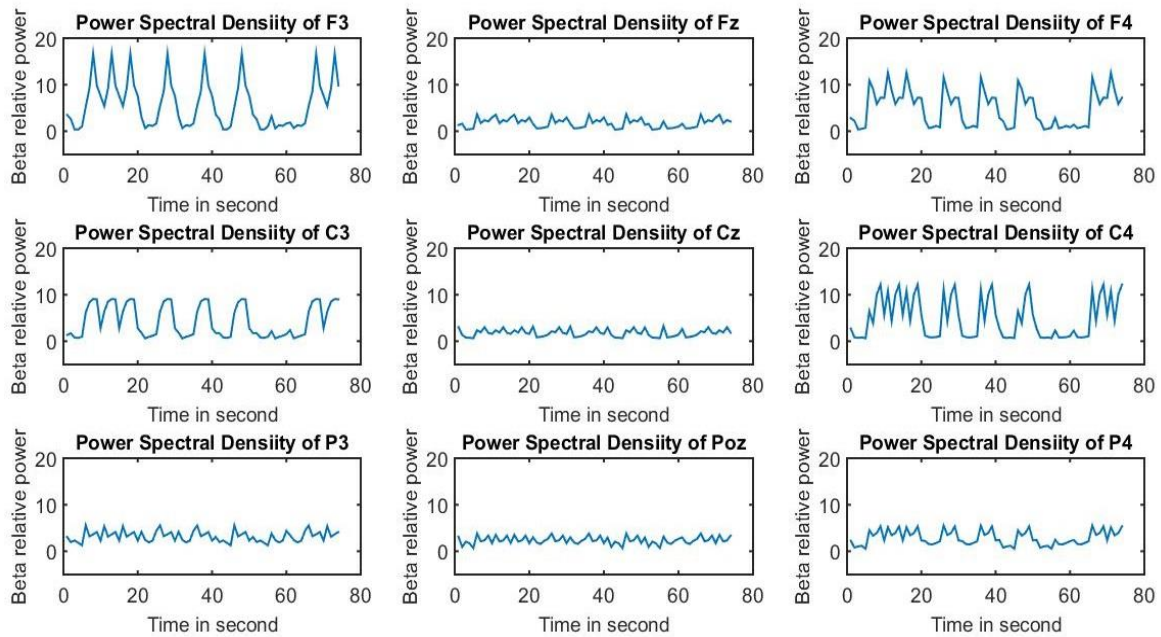 Power Spectral Densiity of F3
Beta relative power
20
10
0
0 20 40 60 80
Time in second
Power Spectral Densiity of Fz
Beta relative power
20
10
0
0 20 40 60 80
Time in second
Power Spectral Densiity of F4
Beta relative power
20
10
0
0 20 40 60 80
Time in second
Power Spectral Densiity of C3
Beta relative power
20
10
0
0 20 40 60 80
Time in second
Power Spectral Densiity of Cz
Beta relative power
20
10
0
0 20 40 60 80
Time in second
Power Spectral Densiity of C4
Beta relative power
20
10
0
0 20 40 60 80
Time in second
Power Spectral Densiity of P3
Beta relative power
20
10
0
0 20 40 60 80
Time in second
Power Spectral Densiity of Poz
Beta relative power
20
10
0
0 20 40 60 80
Time in second
Power Spectral Densiity of P4
Beta relative power
20
10
0
0 20 40 60 80
Time in second